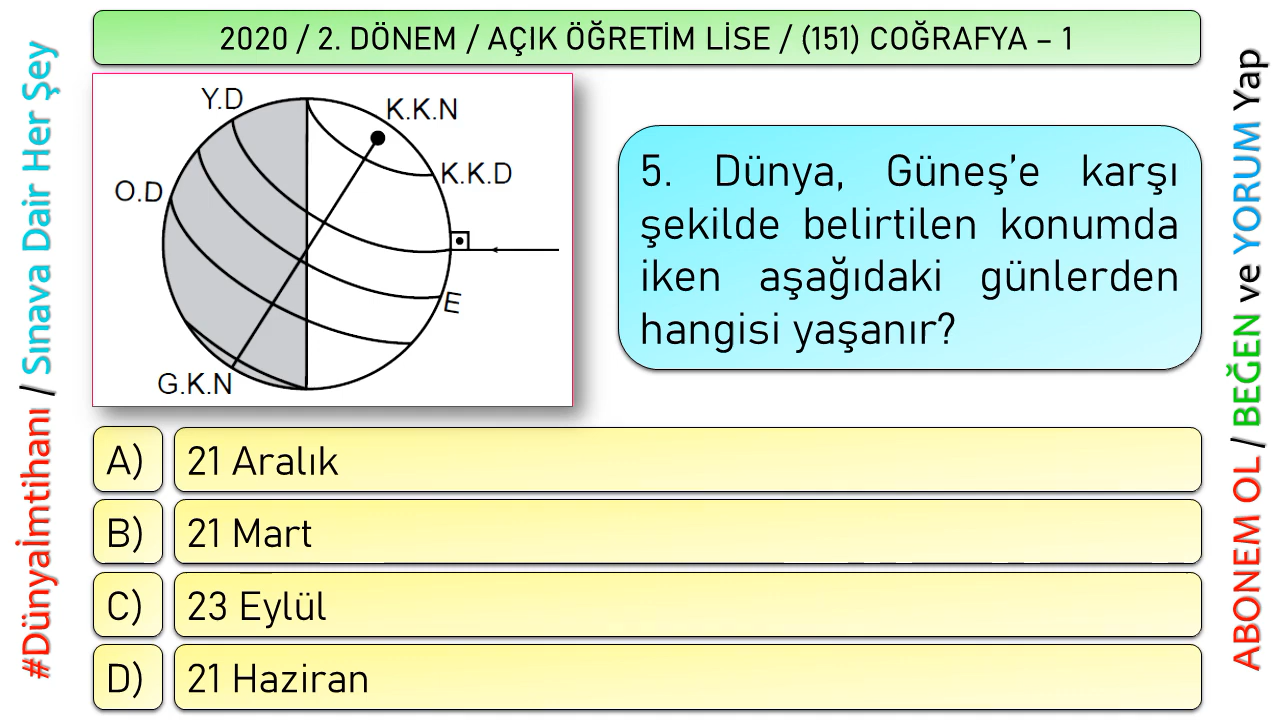 2020 / 2. DÖNEM / AÇIK ÖĞRETİM LİSE / (151) COĞRAFYA – 1
#Dünyaİmtihanı / Sınava Dair Her Şey
Y.D
K.K.N
K.K.D
O.D
E
G.K.N
5. Dünya, Güneş’e karşı
şekilde belirtilen konumda
iken aşağıdaki günlerden
hangisi yaşanır?
A) 21 Aralık
B) 21 Mart
C) 23 Eylül
D) 21 Haziran
ABONEM OL / BEĞEN ve YORUM Yap